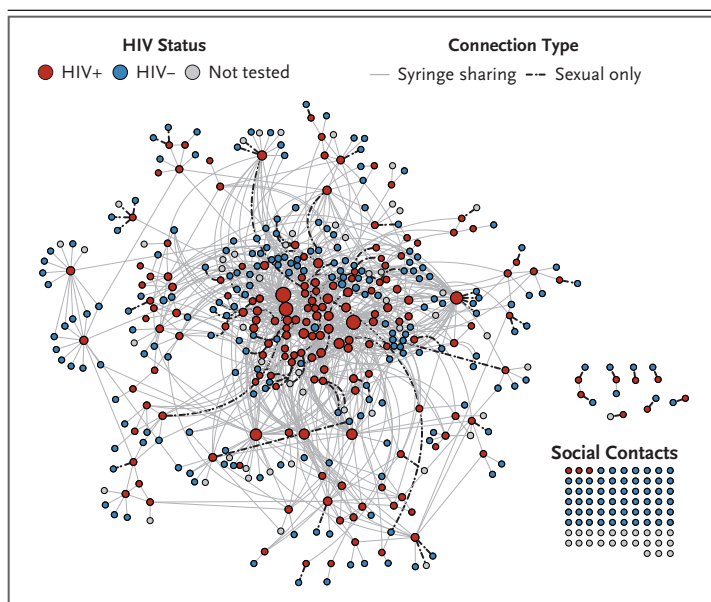 HIV Status
Connection Type
HIV+ HIV– Not tested
Syringe sharing Sexual only
Social Contacts